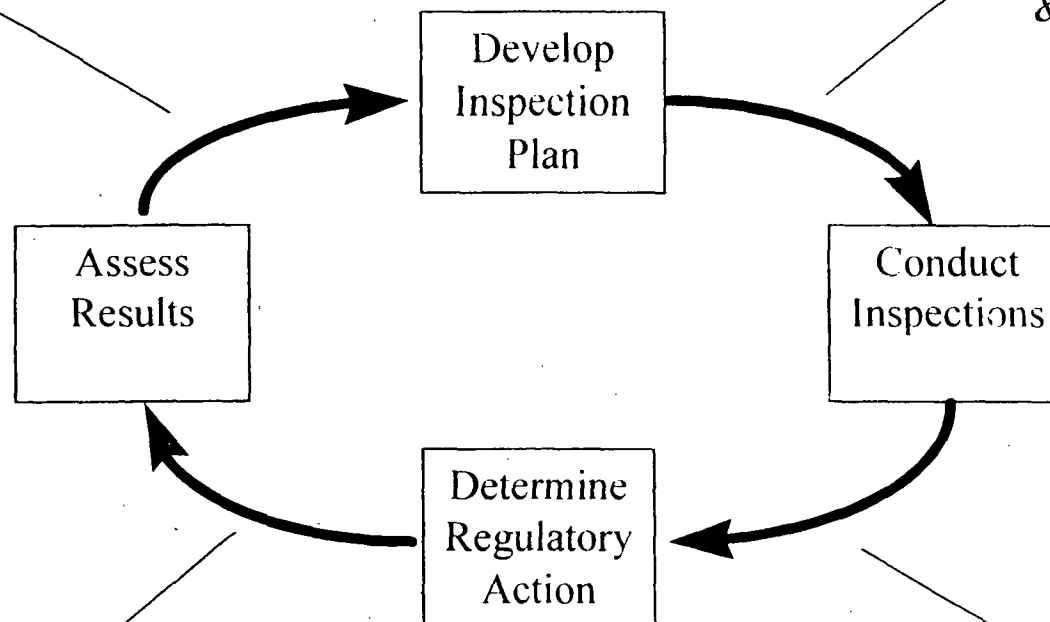 Develop
Inspection
Plan
Assess
Results
Conduct
Inspections
Determine
Regulatory
Action